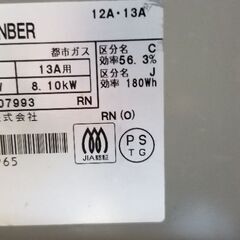 12A・13A
NBER
都市ガス 区分名 C
効率56.3%
13A用 区分名 J
W 8.10kW 効率 180Wh
07993 RN
式会社 RN (O)
JIA認証
PS
TG
965